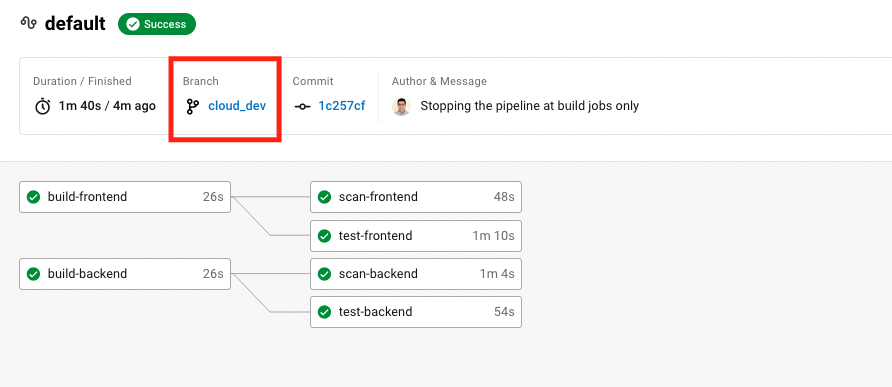 default Success
Duration / Finished Branch Commit Author & Message
1m 40s / 4m ago cloud_dev 1c257cf Stopping the pipeline at build jobs only
build-frontend 26s scan-frontend 48s
test-frontend 1m 10s
build-backend 26s scan-backend 1m 4s
test-backend 54s